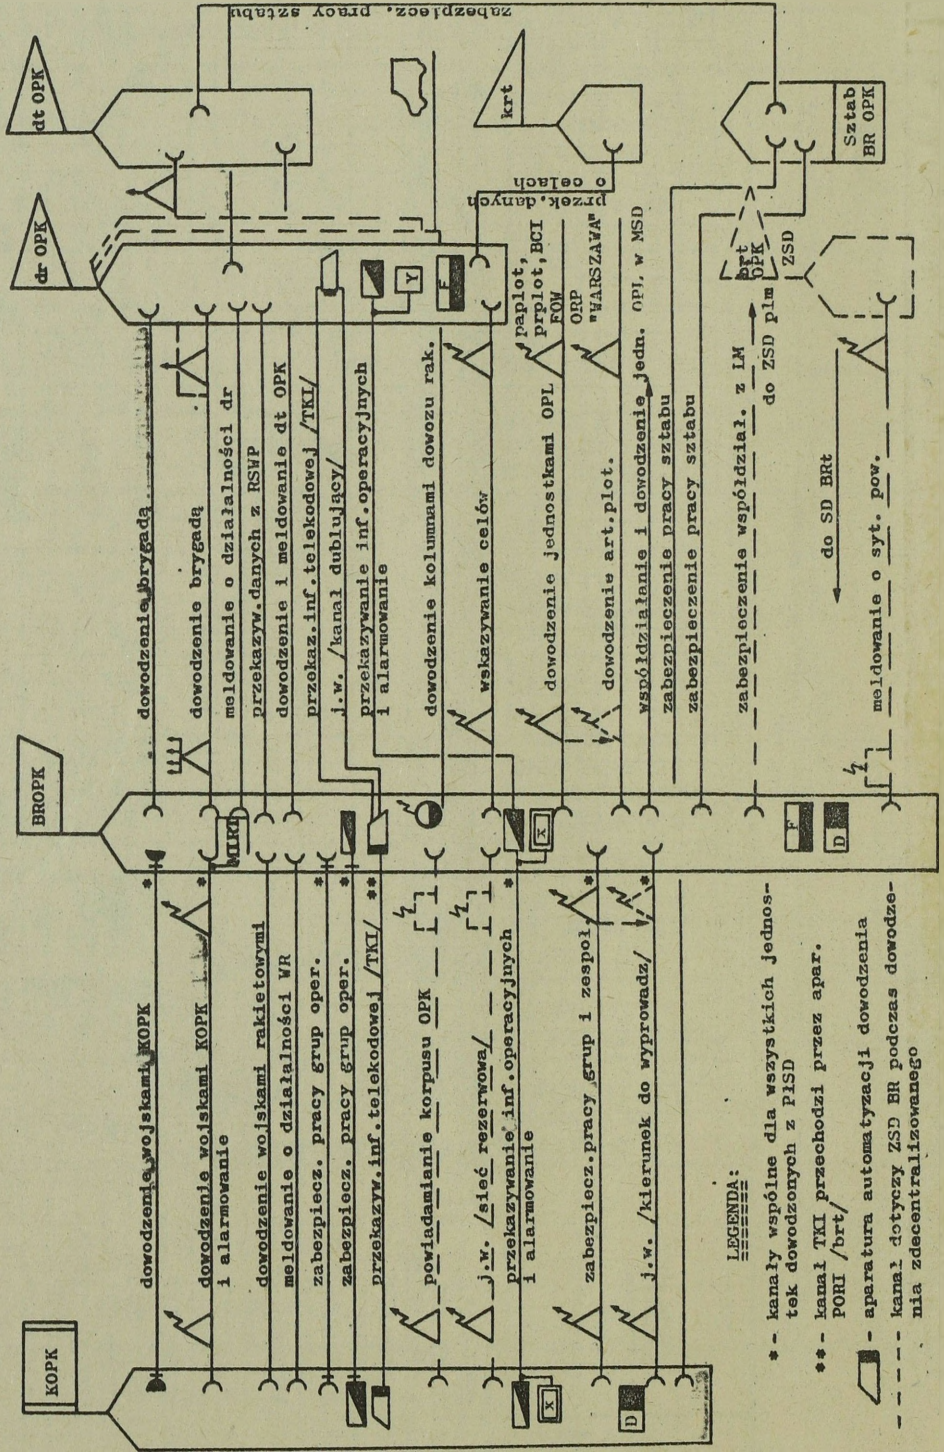 KOPK
dowodzenie wojskami KOPK
dowodzenie wojskami KOPK
i alarmowanie
dowodzenie wojskami rakietowymi
meldowanie o działalności WR
zabezpiecz. pracy grup oper.
zabezpiecz. pracy grup oper.
przekazyw.inf.telekodowej /TKI/
powiadamianie korpusu OPK
j.w. /sieć rezerwowa/
przekazywanie inf.operacyjnych
i alarmowanie
zabezpiecz.pracy grup i zespoł.
j.w. /kierunek do wyprowadz/
X
D
*
*
*
*
**
*
*
*
BROPK
MIRT
X
F
D
dowodzenie brygadą
dowodzenie brygadą
meldowanie o działalności dr
przekazyw.danych z RSWP
dowodzenie i meldowanie dt OPK
przekaz.inf.telekodowej /TKI/
j.w. /kanał dublujący/
przekazywanie inf.operacyjnych
i alarmowanie
dowodzenie kolumnami dowozu rak.
wskazywanie celów
dowodzenie jednostkami OPL
paplot,
prplot,BCI
FOW
dowodzenie art.plot.
ORP
"WARSZAWA"
współdziałanie i dowodzenie jedn. OPL w MSD
zabezpieczenie pracy sztabu
zabezpieczenie pracy sztabu
zabezpieczenie współdział. z LM
do ZSD plm
do SD BRt
meldowanie o syt. pow.
dr OPK
Y
F
dt OPK
zabezpiecz. pracy sztabu
krt
przek.danych
o celach
brt
OPK
ZSD
Sztab
BR OPK
LEGENDA:
* - kanały wspólne dla wszystkich jednos-
tek dowodzonych z PłSD
** - kanał TKI przechodzi przez apar.
PORI /brt/
- aparatura automatyzacji dowodzenia
---- - kanał dotyczy ZSD BR podczas dowodze-
nia zdecentralizowanego